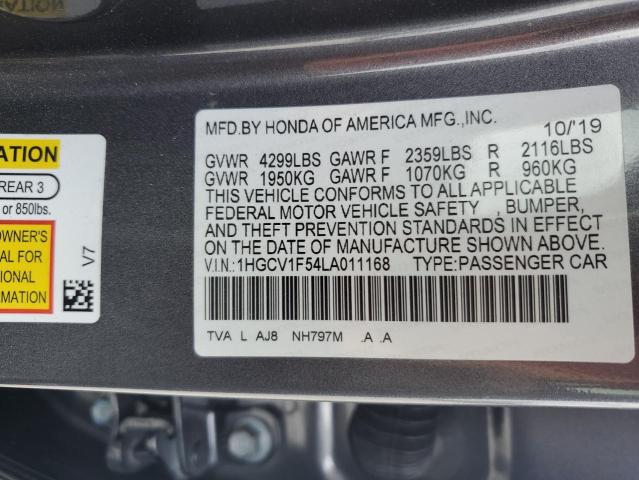 ATION
REAR 3
or 850lbs.
OWNER'S
AL FOR
IONAL
RMATION
V7
MFD.BY HONDA OF AMERICA MFG.,INC. 10/'19
GVWR 4299LBS GAWR F 2359LBS R 2116LBS
GVWR 1950KG GAWR F 1070KG R 960KG
THIS VEHICLE CONFORMS TO ALL APPLICABLE
FEDERAL MOTOR VEHICLE SAFETY , BUMPER,
AND THEFT PREVENTION STANDARDS IN EFFECT
ON THE DATE OF MANUFACTURE SHOWN ABOVE.
V.I.N.:1HGCV1F54LA011168 TYPE:PASSENGER CAR
TVA L AJ8 NH797M .A .A